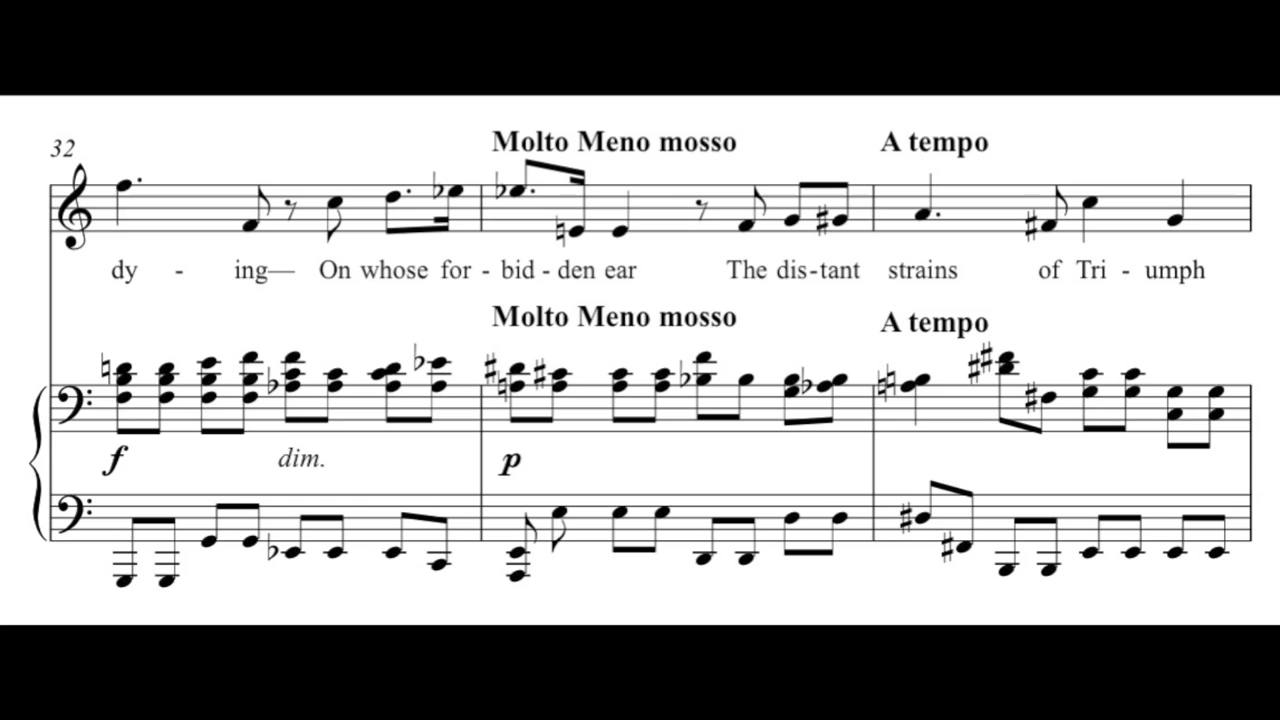 32
Molto Meno mosso
A tempo
dy - ing— On whose for - bid - den ear The dis - tant strains of Tri - umph
Molto Meno mosso
A tempo
f
dim.
p